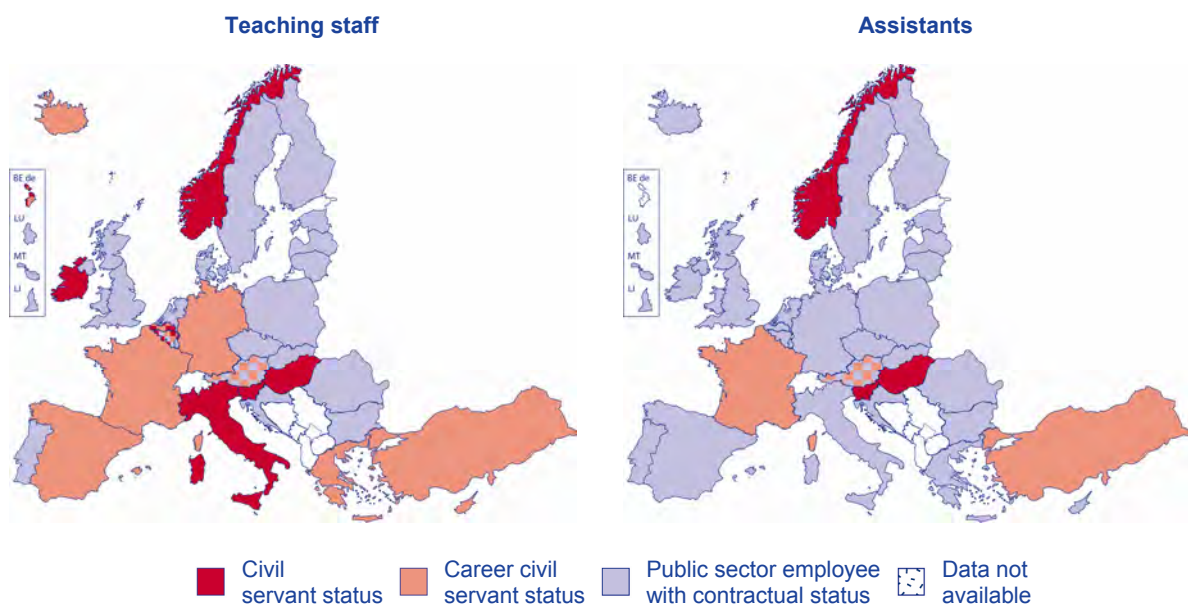 Teaching staff
Assistants
BE de
LU
MT
LI
BE de
LU
MT
LI
Civil
servant status
Career civil
servant status
Public sector employee
with contractual status
Data not
available